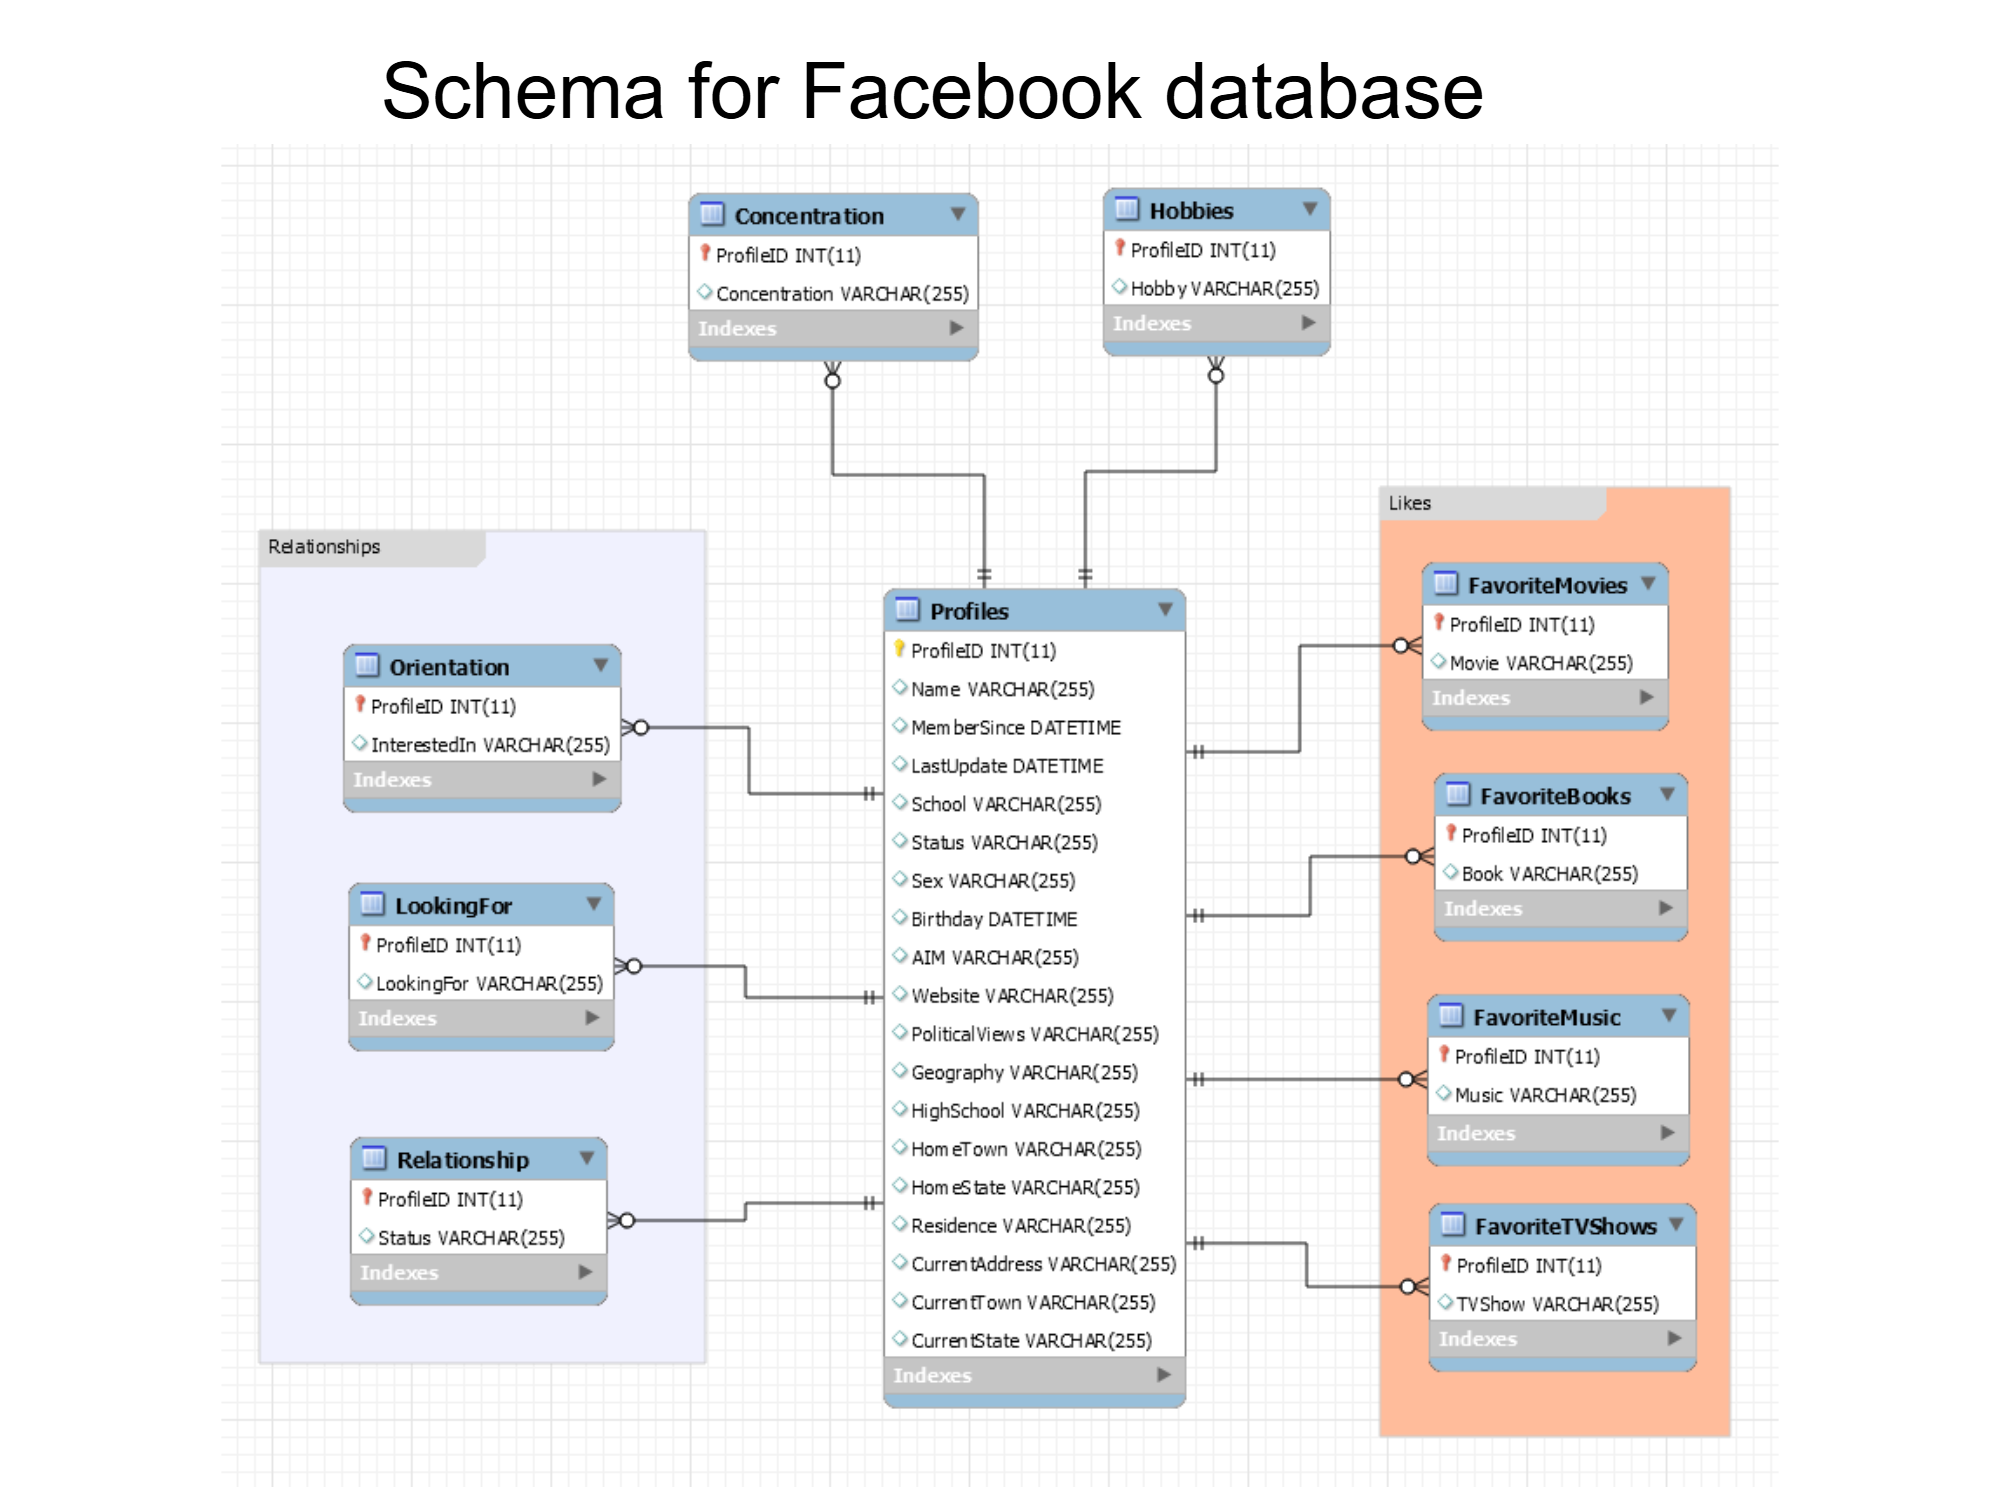 Schema for Facebook database
Concentration
ProfileID INT(11)
Concentration VARCHAR(255)
Indexes
Hobbies
ProfileID INT(11)
Hobby VARCHAR(255)
Indexes
Relationships
Orientation
ProfileID INT(11)
InterestedIn VARCHAR(255)
Indexes
LookingFor
ProfileID INT(11)
LookingFor VARCHAR(255)
Indexes
Relationship
ProfileID INT(11)
Status VARCHAR(255)
Indexes
Profiles
ProfileID INT(11)
Name VARCHAR(255)
MemberSince DATETIME
LastUpdate DATETIME
School VARCHAR(255)
Status VARCHAR(255)
Sex VARCHAR(255)
Birthday DATETIME
AIM VARCHAR(255)
Website VARCHAR(255)
PoliticalViews VARCHAR(255)
Geography VARCHAR(255)
HighSchool VARCHAR(255)
HomeTown VARCHAR(255)
HomeState VARCHAR(255)
Residence VARCHAR(255)
CurrentAddress VARCHAR(255)
CurrentTown VARCHAR(255)
CurrentState VARCHAR(255)
Indexes
Likes
FavoriteMovies
ProfileID INT(11)
Movie VARCHAR(255)
Indexes
FavoriteBooks
ProfileID INT(11)
Book VARCHAR(255)
Indexes
FavoriteMusic
ProfileID INT(11)
Music VARCHAR(255)
Indexes
FavoriteTVShows
ProfileID INT(11)
TVShow VARCHAR(255)
Indexes